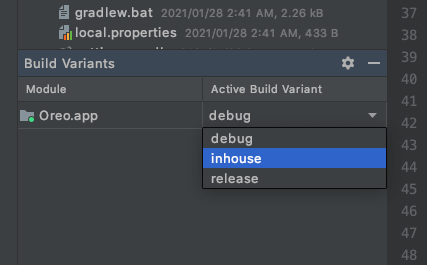 gradlew.bat 2021/01/28 2:41 AM, 2.26 kB
local.properties 2021/01/28 2:41 AM, 433 B
Build Variants
Module Active Build Variant
Oreo.app debug
debug
inhouse
release
37
38
39
40
41
42
43
44
45
46
47
48